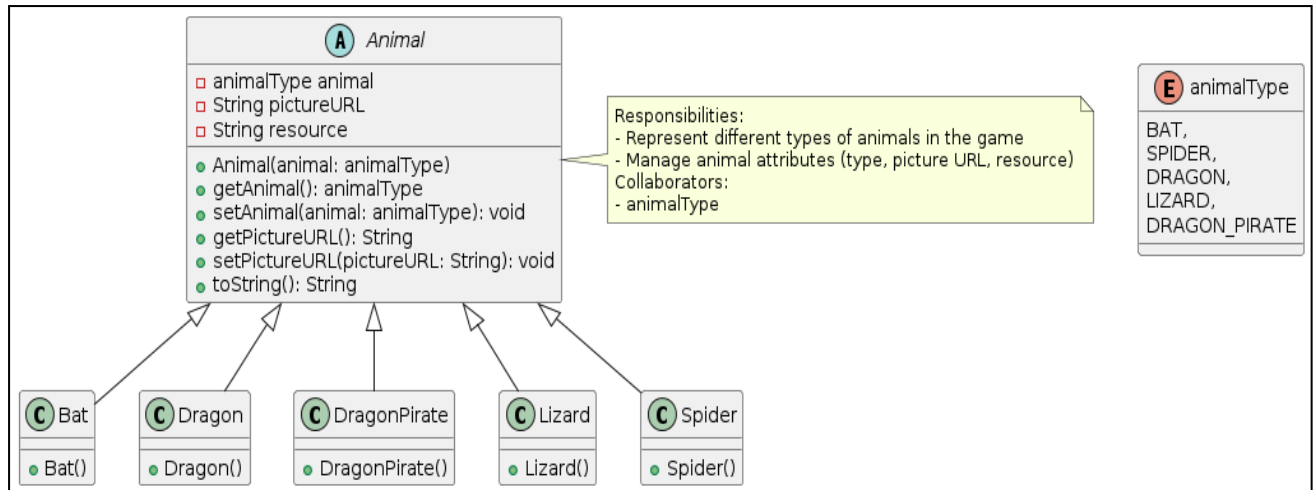 A Animal
animalType animal
String pictureURL
String resource
Animal(animal: animalType)
getAnimal(): animalType
setAnimal(animal: animalType): void
getPictureURL(): String
setPictureURL(pictureURL: String): void
toString(): String
Responsibilities:
- Represent different types of animals in the game
- Manage animal attributes (type, picture URL, resource)
Collaborators:
- animalType
E animalType
BAT,
SPIDER,
DRAGON,
LIZARD,
DRAGON_PIRATE
C Bat
Bat()
C Dragon
Dragon()
C DragonPirate
DragonPirate()
C Lizard
Lizard()
C Spider
Spider()